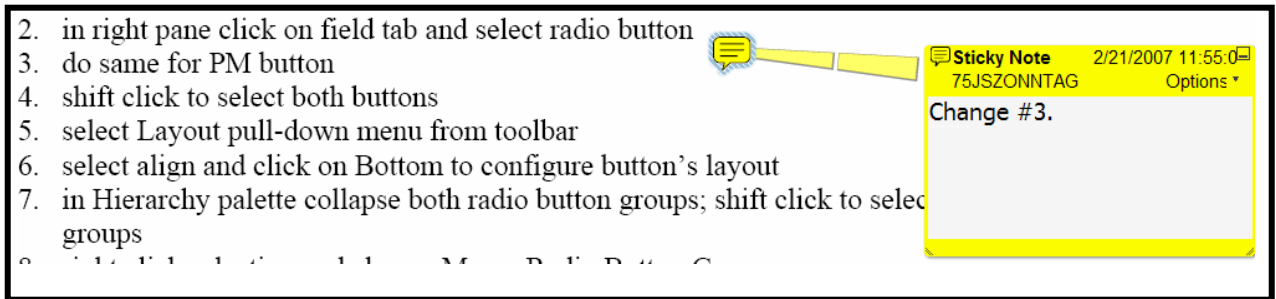 2. in right pane click on field tab and select radio button
3. do same for PM button
4. shift click to select both buttons
5. select Layout pull-down menu from toolbar
6. select align and click on Bottom to configure button's layout
7. in Hierarchy palette collapse both radio button groups; shift click to selec
groups
Sticky Note 2/21/2007 11:55:0
75JSZONNTAG Options
Change #3.